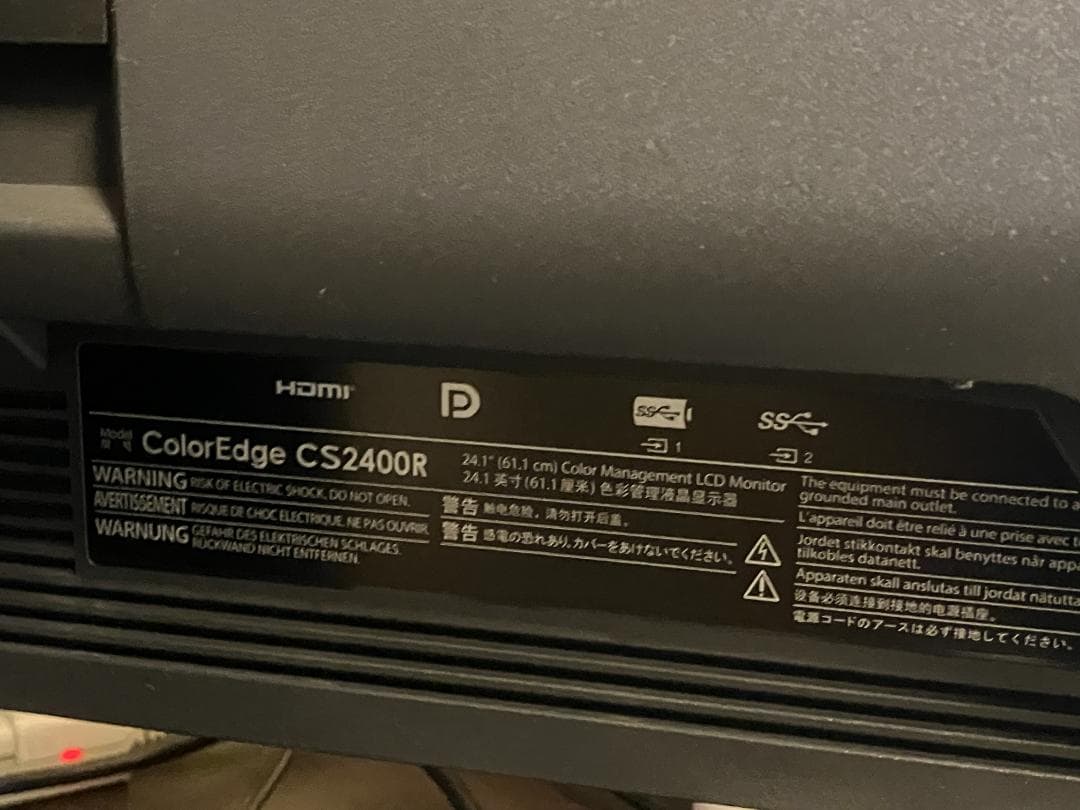 HDMI
SS
SS
1
2
Model
ColorEdge CS2400R
24.1" (61.1 cm) Color Management LCD Monitor
24.1 英寸 (61.1 厘米) 色彩管理液晶显示器
WARNING RISK OF ELECTRIC SHOCK. DO NOT OPEN.
AVERTISSEMENT RISQUE DE CHOC ELECTRIQUE. NE PAS OUVRIR.
WARNUNG GEFAHR DES ELEKTRISCHEN SCHLAGES.
RÜCKWAND NICHT ENTFERNEN.
警告 触电危险，请勿打开后盖。
警告 感電の恐れあり、カバーをあけないでください。
The equipment must be connected to a
grounded main outlet.
L'appareil doit être relié à une prise avec
Jordet stikkontakt skal benyttes når
tilkobles datanett.
Apparaten skall anslutas till jordat
设备必须连接到接地的电源插座。
電源コードのアースは必ず接地してください。